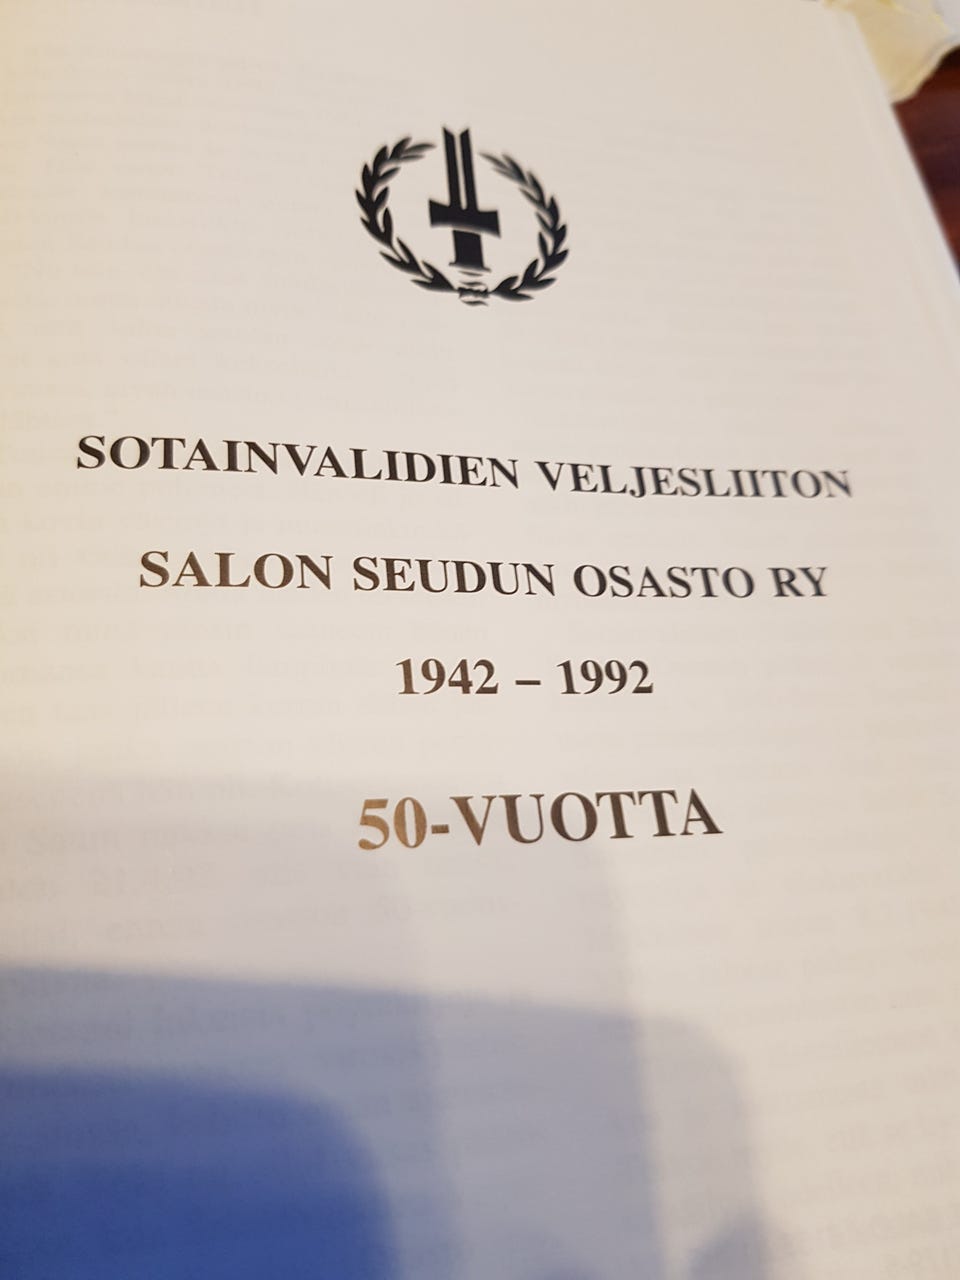 SOTAINVALIDIEN VELJESLIITON
SALON SEUDUN OSASTO RY
1942 – 1992
50-VUOTTA